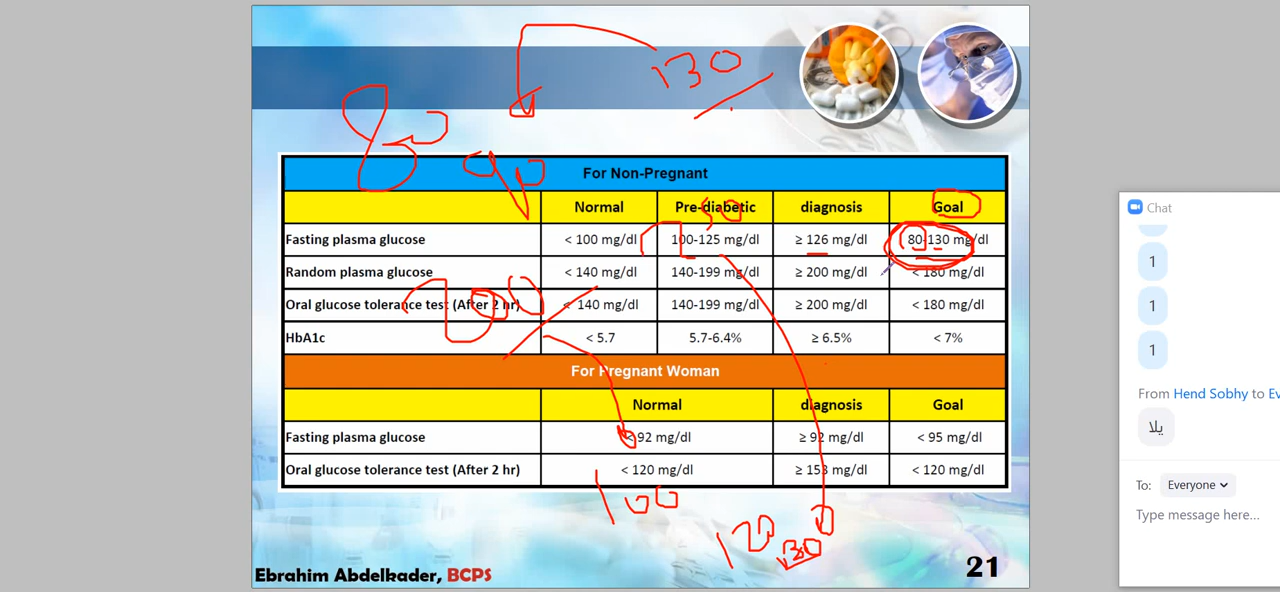 130
80
90
For Non-Pregnant
Normal Pre-diabetic diagnosis Goal
50
Fasting plasma glucose < 100 mg/dl 100-125 mg/dl ≥ 126 mg/dl 80-130 mg/dl
Random plasma glucose < 140 mg/dl 140-199 mg/dl ≥ 200 mg/dl < 180 mg/dl
200
Oral glucose tolerance test (After 2 hr) < 140 mg/dl 140-199 mg/dl ≥ 200 mg/dl < 180 mg/dl
HbA1c < 5.7 5.7-6.4% ≥ 6.5% < 7%
For Pregnant Woman
Normal diagnosis Goal
Fasting plasma glucose < 92 mg/dl ≥ 92 mg/dl < 95 mg/dl
Oral glucose tolerance test (After 2 hr) < 120 mg/dl ≥ 153 mg/dl < 120 mg/dl
100
120
130
Ebrahim Abdelkader, BCPS
21
Chat
1
1
1
From Hend Sobhy to Ev
يلا
To: Everyone
Type message here...